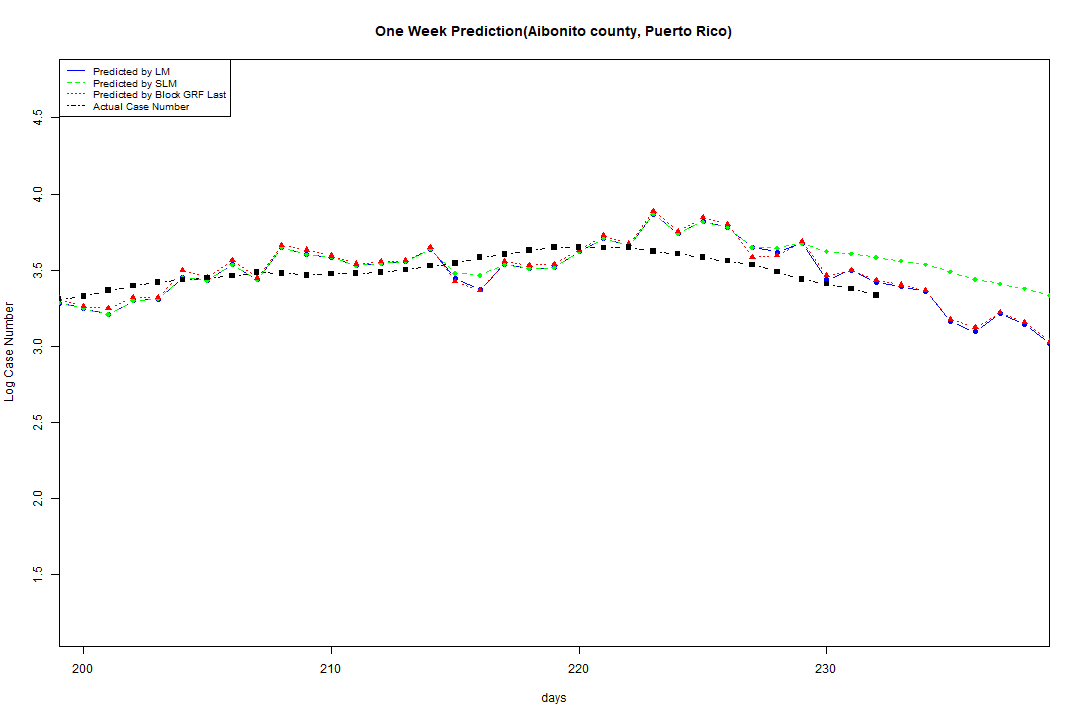 One Week Prediction(Aibonito county, Puerto Rico)
Predicted by LM
Predicted by SLM
Predicted by Block GRF Last
Actual Case Number
4.5
4.0
3.5
3.0
2.5
2.0
1.5
Log Case Number
200 210 220 230
days